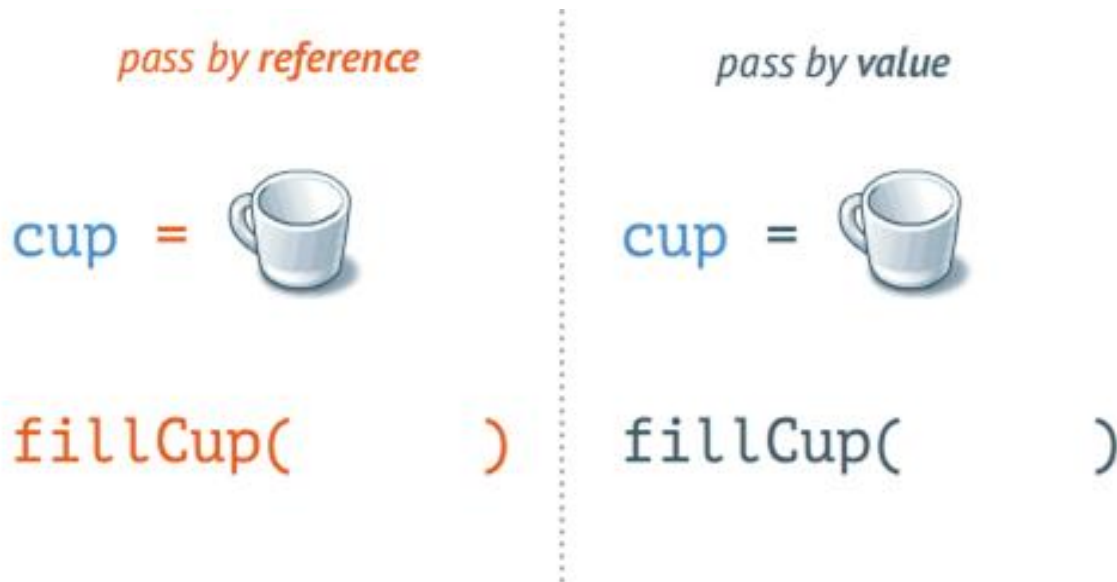 pass by reference
cup =
fillCup( )
pass by value
cup =
fillCup( )